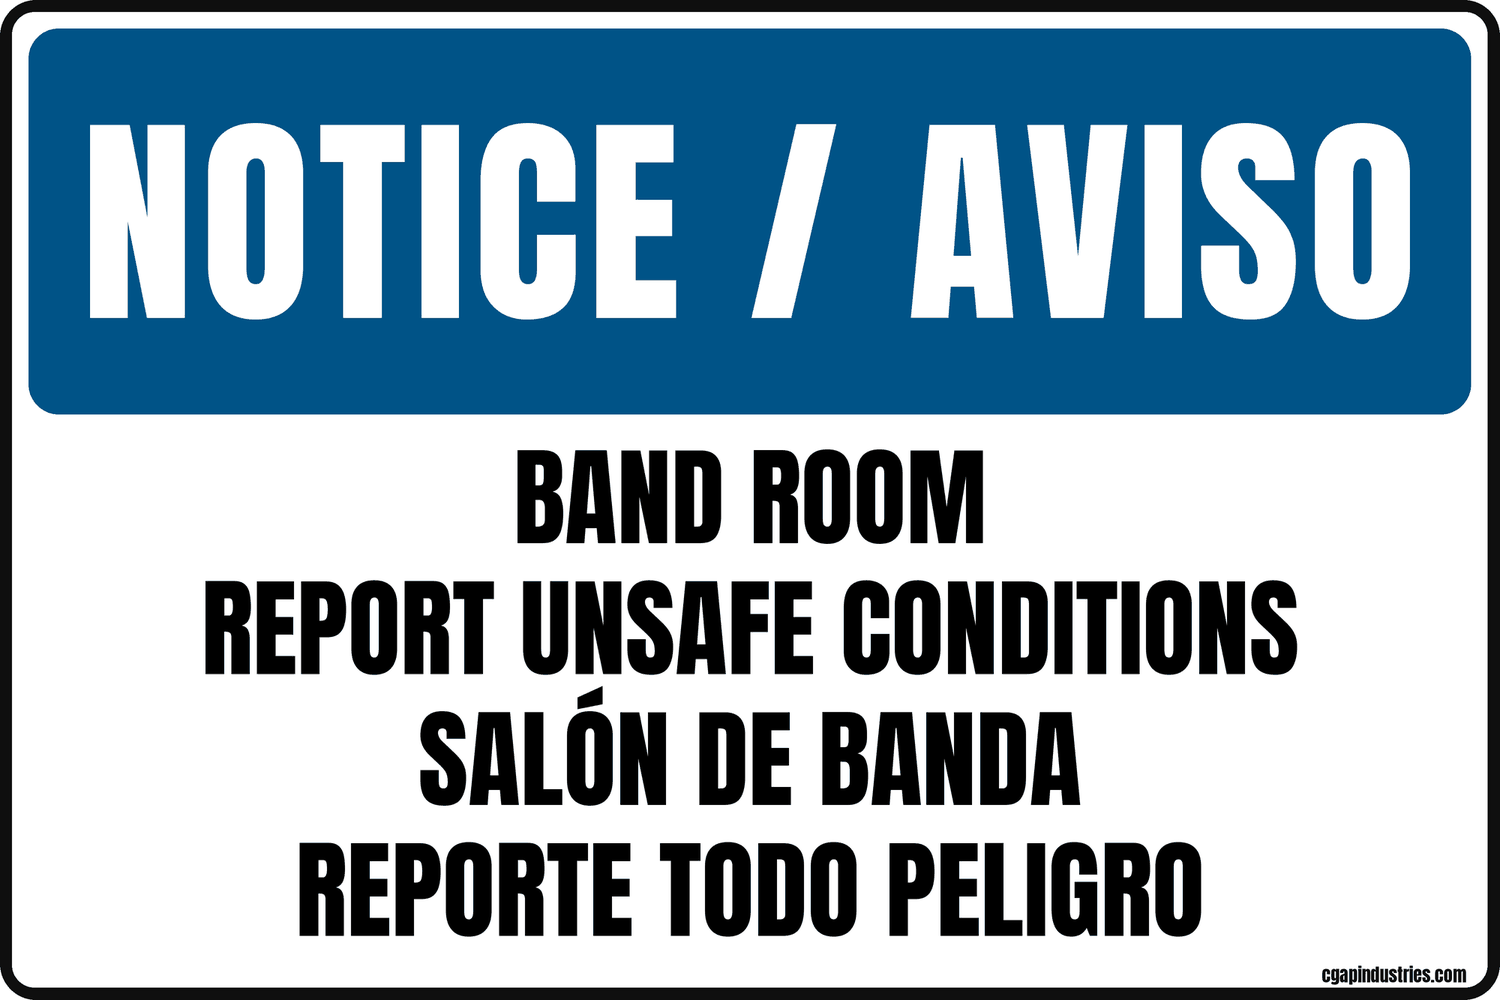 NOTICE / AVISO
BAND ROOM
REPORT UNSAFE CONDITIONS
SALÓN DE BANDA
REPORTE TODO PELIGRO
cgapindustries.com